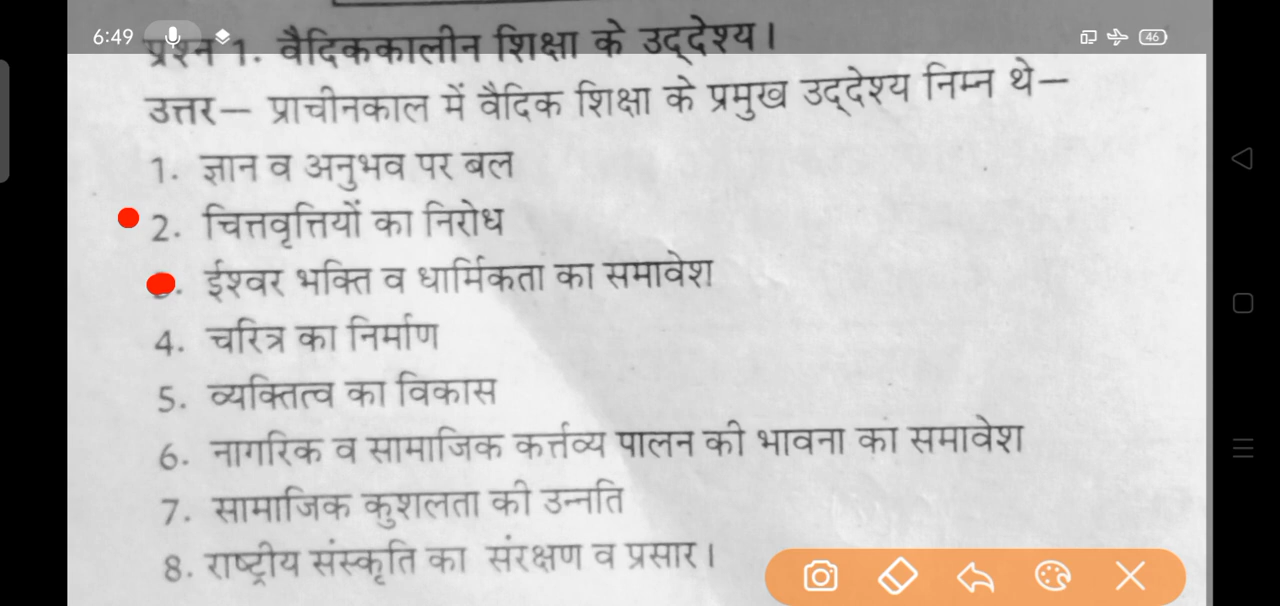 6:49
46
प्रश्न 1. वैदिककालीन शिक्षा के उद्देश्य।
उत्तर— प्राचीनकाल में वैदिक शिक्षा के प्रमुख उद्देश्य निम्न थे—
1. ज्ञान व अनुभव पर बल
2. चित्तवृत्तियों का निरोध
. ईश्वर भक्ति व धार्मिकता का समावेश
4. चरित्र का निर्माण
5. व्यक्तित्व का विकास
6. नागरिक व सामाजिक कर्त्तव्य पालन की भावना का समावेश
7. सामाजिक कुशलता की उन्नति
8. राष्ट्रीय संस्कृति का संरक्षण व प्रसार।